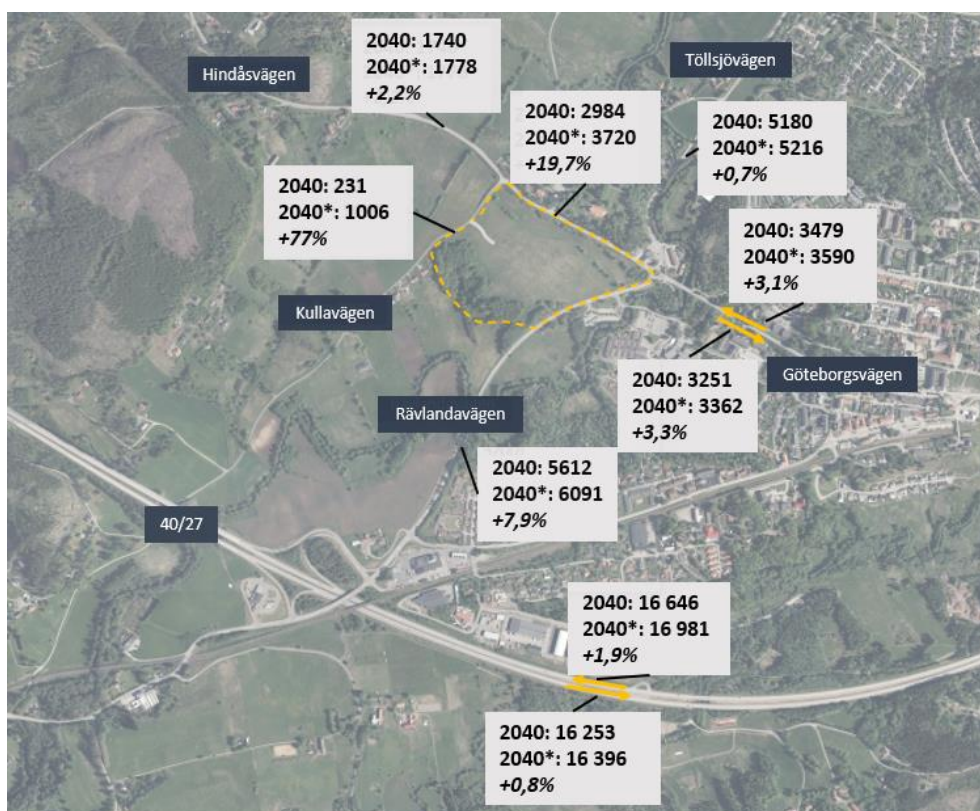 2040: 1740
2040*: 1778
+2,2%
Hindåsvägen
Töllsjövägen
2040: 2984
2040*: 3720
+19,7%
2040: 5180
2040*: 5216
+0,7%
2040: 231
2040*: 1006
+77%
2040: 3479
2040*: 3590
+3,1%
Kullavägen
2040: 3251
2040*: 3362
+3,3%
Göteborgsvägen
Rävlandavägen
2040: 5612
2040*: 6091
+7,9%
40/27
2040: 16 646
2040*: 16 981
+1,9%
2040: 16 253
2040*: 16 396
+0,8%